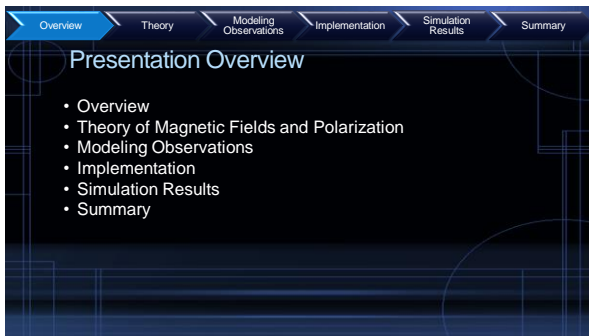 Overview
Theory
Modeling
Observations
Implementation
Simulation
Results
Summary
Presentation Overview
• Overview
• Theory of Magnetic Fields and Polarization
• Modeling Observations
• Implementation
• Simulation Results
• Summary